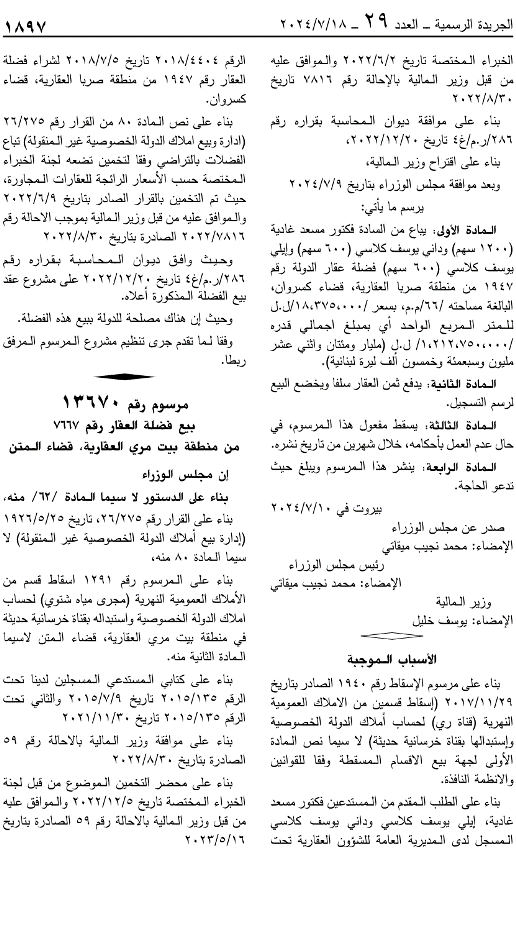 الجريدة الرسمية ــ العدد ٢٩ ــ ٢٠٢٤/٧/١٨
١٨٩٧
الخبراء المختصة تاريخ ٢٠٢٢/٦/٢ والموافق عليه
من قبل وزير المالية بالإحالة رقم ٧٨١٦ تاريخ
٢٠٢٢/٨/٣٠
بناء على موافقة ديوان المحاسبة بقراره رقم
٢٨٦/ر.م/غ٤ تاريخ ٢٠٢٢/١٢/٢٠،
بناء على اقتراح وزير المالية،
وبعد موافقة مجلس الوزراء بتاريخ ٢٠٢٤/٧/٩
يرسم ما يأتي:
المادة الأولى: يباع من السادة فكتور مسعد غادية
(١٢٠٠ سهم) وداني يوسف كلاسي (٦٠٠ سهم) وإيلي
يوسف كلاسي (٦٠٠ سهم) فضلة عقار الدولة رقم
١٩٤٧ من منطقة صربا العقارية، قضاء كسروان،
البالغة مساحته /٦٦/م.م، بسعر /١٨,٣٧٥,٠٠٠/ل.ل
للمتر المربع الواحد أي بمبلغ اجمالي قدره
/١,٢١٢,٧٥٠,٠٠٠/ ل.ل (مليار ومئتان واثني عشر
مليون وسبعمئة وخمسون ألف ليرة لبنانية).
المادة الثانية: يدفع ثمن العقار سلفا ويخضع البيع
لرسم التسجيل.
المادة الثالثة: يسقط مفعول هذا المرسوم، في
حال عدم العمل بأحكامه، خلال شهرين من تاريخ نشره.
المادة الرابعة: ينشر هذا المرسوم ويبلغ حيث
تدعو الحاجة.
بيروت في ٢٠٢٤/٧/١٠
صدر عن مجلس الوزراء
الإمضاء: محمد نجيب ميقاتي
رئيس مجلس الوزراء
الإمضاء: محمد نجيب ميقاتي
وزير المالية
الإمضاء: يوسف خليل
الأسباب الموجبة
بناء على مرسوم الإسقاط رقم ١٩٤٠ الصادر بتاريخ
٢٠١٧/١١/٢٩ (إسقاط قسمين من الاملاك العمومية
النهرية (قناة ري) لحساب أملاك الدولة الخصوصية
وإستبدالها بقناة خرسانية حديثة) لا سيما نص المادة
الأولى لجهة بيع الاقسام المسقطة وفقا للقوانين
والانظمة النافذة.
بناء على الطلب المقدم من المستدعين فكتور مسعد
غادية، إيلي يوسف كلاسي وداني يوسف كلاسي
المسجل لدى المديرية العامة للشؤون العقارية تحت
الرقم ٢٠١٨/٤٤٠٤ تاريخ ٢٠١٨/٧/٥ لشراء فضلة
العقار رقم ١٩٤٧ من منطقة صربا العقارية، قضاء
كسروان.
بناء على نص المادة ٨٠ من القرار رقم ٢٦/٢٧٥
(ادارة وبيع املاك الدولة الخصوصية غير المنقولة) تباع
الفضلات بالتراضي وفقا لتخمين تضعه لجنة الخبراء
المختصة حسب الأسعار الرائجة للعقارات المجاورة،
حيث تم التخمين بالقرار الصادر بتاريخ ٢٠٢٢/٦/٩
والموافق عليه من قبل وزير المالية بموجب الاحالة رقم
٢٠٢٢/٧٨١٦ الصادرة بتاريخ ٢٠٢٢/٨/٣٠
وحيث وافق ديوان المحاسبة بقراره رقم
٢٨٦/ر.م/غ٤ تاريخ ٢٠٢٢/١٢/٢٠ على مشروع عقد
بيع الفضلة المذكورة أعلاه.
وحيث إن هناك مصلحة للدولة ببيع هذه الفضلة.
وفقا لما تقدم جرى تنظيم مشروع المرسوم المرفق
ربطا.
مرسوم رقم ١٣٦٧٠
بيع فضلة العقار رقم ٧٦٦٧
من منطقة بيت مري العقارية، قضاء المتن
إن مجلس الوزراء
بناء على الدستور لا سيما المادة /٦٢/ منه،
بناء على القرار رقم ٢٦/٢٧٥، تاريخ ١٩٢٦/٥/٢٥
(إدارة بيع أملاك الدولة الخصوصية غير المنقولة) لا
سيما المادة ٨٠ منه،
بناء على المرسوم رقم ١٢٩١ اسقاط قسم من
الأملاك العمومية النهرية (مجرى مياه شتوي) لحساب
املاك الدولة الخصوصية واستبداله بقناة خرسانية حديثة
في منطقة بيت مري العقارية، قضاء المتن لاسيما
المادة الثانية منه.
بناء على كتابي المستدعي المسجلين لدينا تحت
الرقم ٢٠١٥/١٣٥ تاريخ ٢٠١٥/٧/٩ والثاني تحت
الرقم ٢٠١٥/١٣٥ تاريخ ٢٠٢١/١١/٣٠
بناء على موافقة وزير المالية بالاحالة رقم ٥٩
الصادرة بتاريخ ٢٠٢٢/٨/٣٠
بناء على محضر التخمين الموضوع من قبل لجنة
الخبراء المختصة تاريخ ٢٠٢٢/١٢/٥ والموافق عليه
من قبل وزير المالية بالاحالة رقم ٥٩ الصادرة بتاريخ
٢٠٢٣/٥/١٦